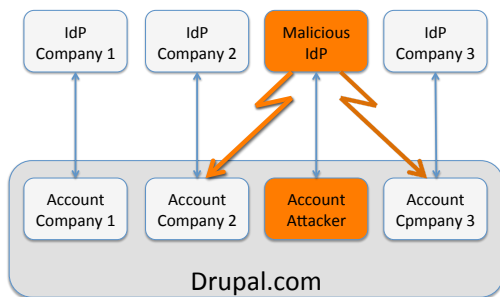 IdP
Company 1
IdP
Company 2
Malicious
IdP
IdP
Company 3
Account
Company 1
Account
Company 2
Account
Attacker
Account
Cpmpany 3
Drupal.com